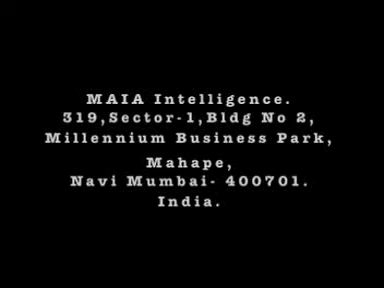 MAIA Intelligence.
319,Sector-1,Bldg No 2,
Millennium Business Park,
Mahape,
Navi Mumbai- 400701.
India.